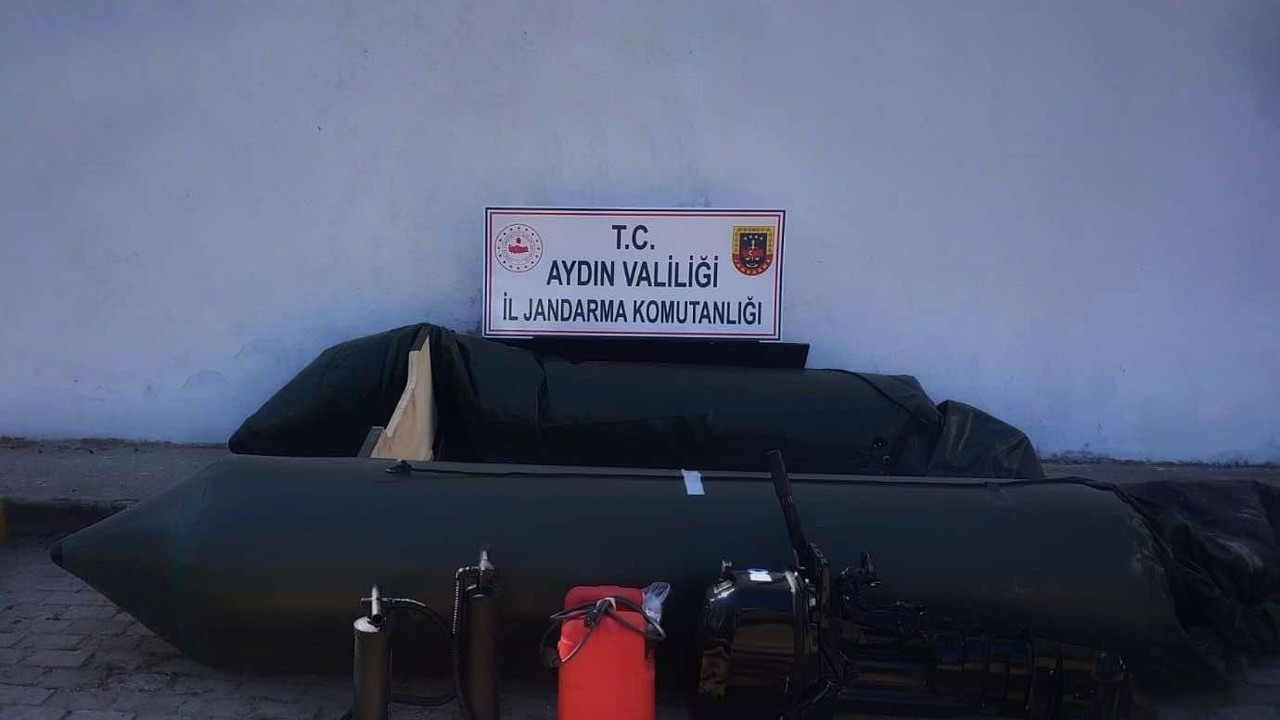 T.C.
AYDIN VALİLİĞİ
İL JANDARMA KOMUTANLIĞI